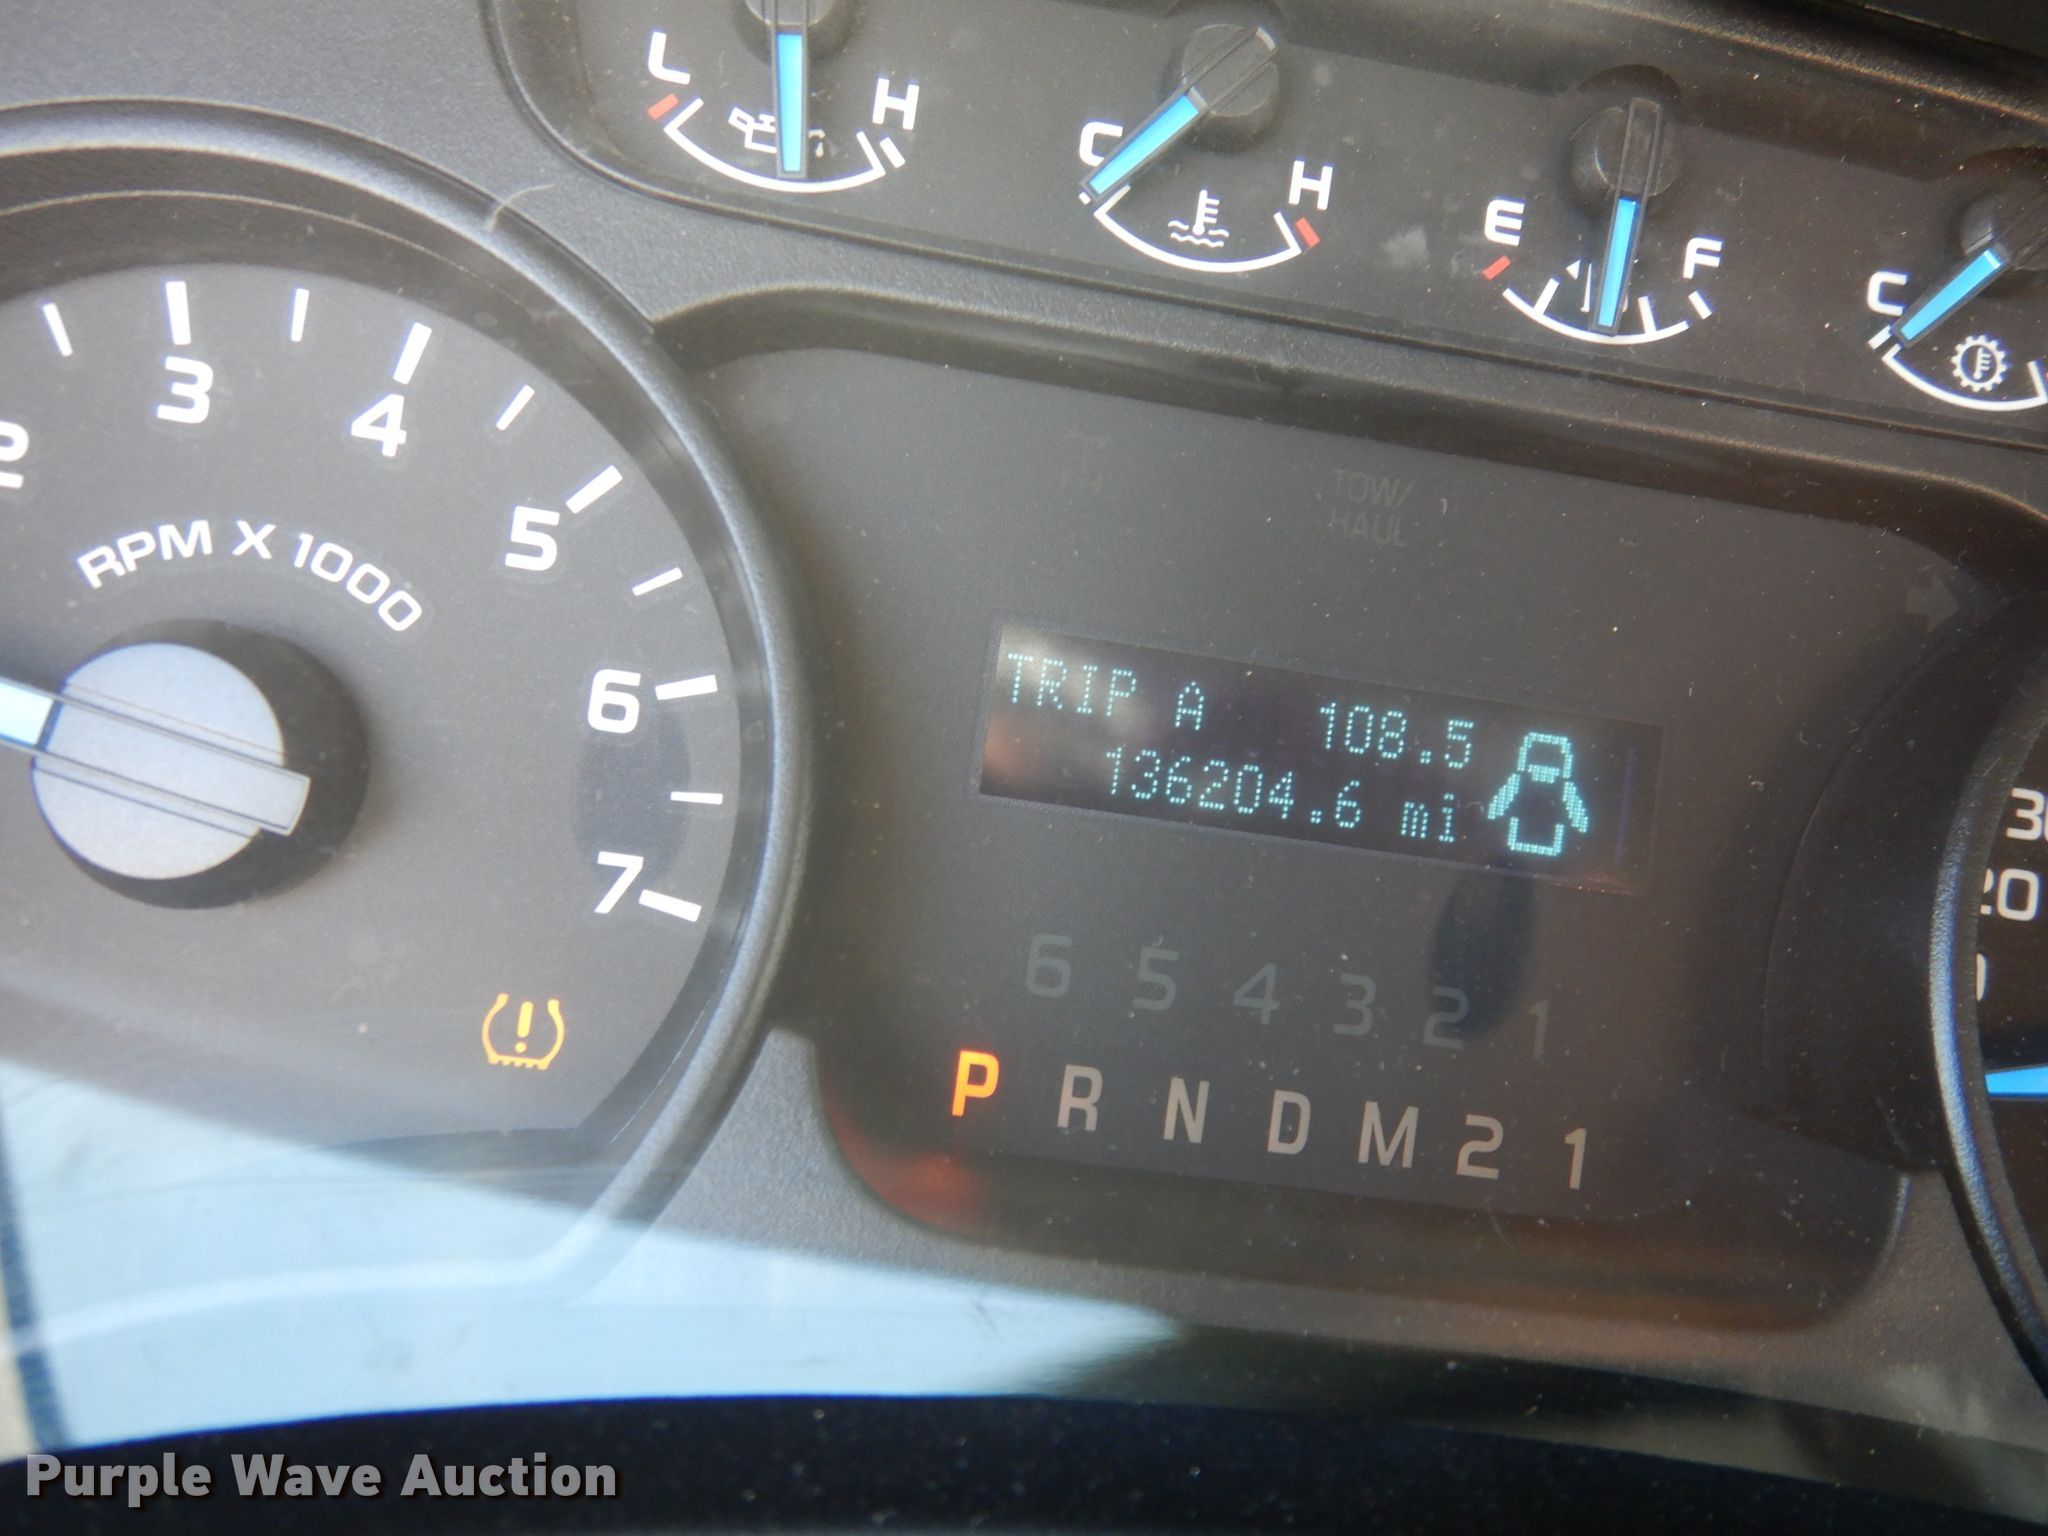 L H
C H
E F
C
2 3 4 5 6 7
RPM X 1000
TOW/
HAUL
TRIP A 108.5
136204.6 mi
6 5 4 3 2 1
P R N D M 2 1
Purple Wave Auction